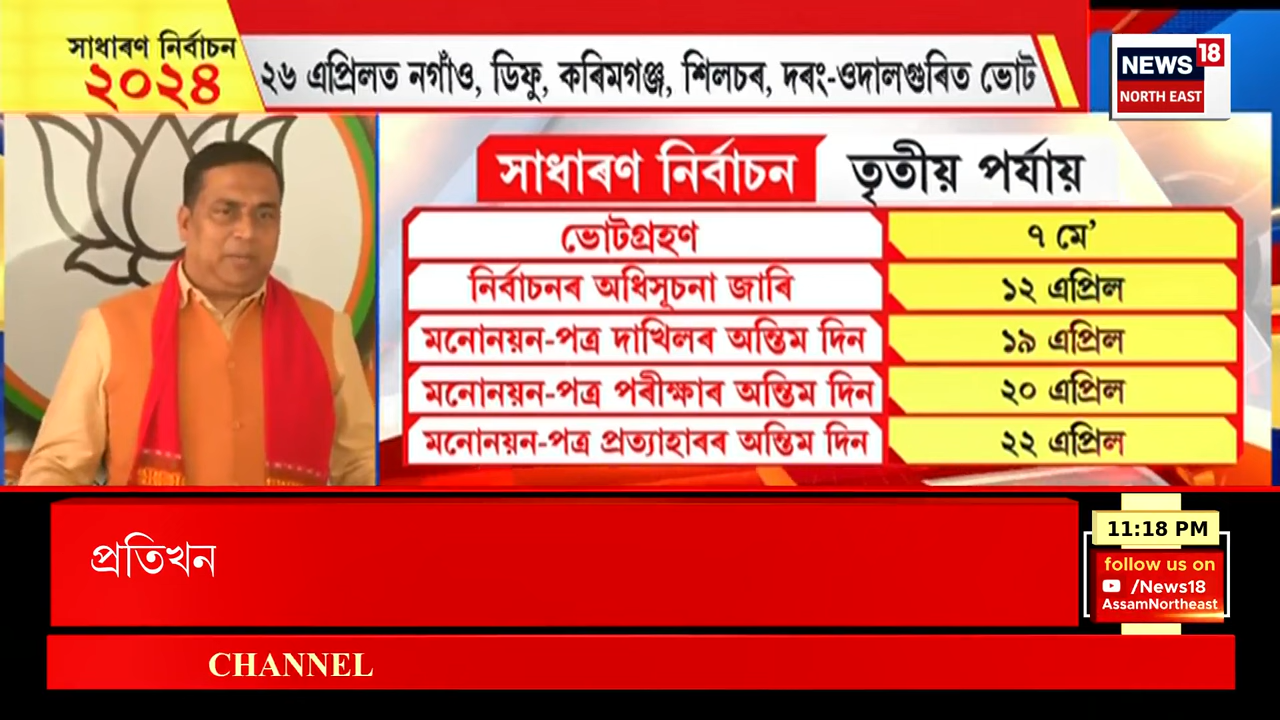 সাধাৰণ নিৰ্বাচন
২০২৪
২৬ এপ্ৰিলত নগাঁও, ডিফু, কৰিমগঞ্জ, শিলচৰ, দৰং-ওদালগুৰিত ভোট
NEWS 18
NORTH EAST
সাধাৰণ নিৰ্বাচন তৃতীয় পৰ্যায়
ভোটগ্ৰহণ ৭ মে’
নিৰ্বাচনৰ অধিসূচনা জাৰি ১২ এপ্ৰিল
মনোনয়ন-পত্ৰ দাখিলৰ অন্তিম দিন ১৯ এপ্ৰিল
মনোনয়ন-পত্ৰ পৰীক্ষাৰ অন্তিম দিন ২০ এপ্ৰিল
মনোনয়ন-পত্ৰ প্ৰত্যাহাৰৰ অন্তিম দিন ২২ এপ্ৰিল
প্ৰতিখন
11:18 PM
follow us on
/News18
AssamNortheast
CHANNEL